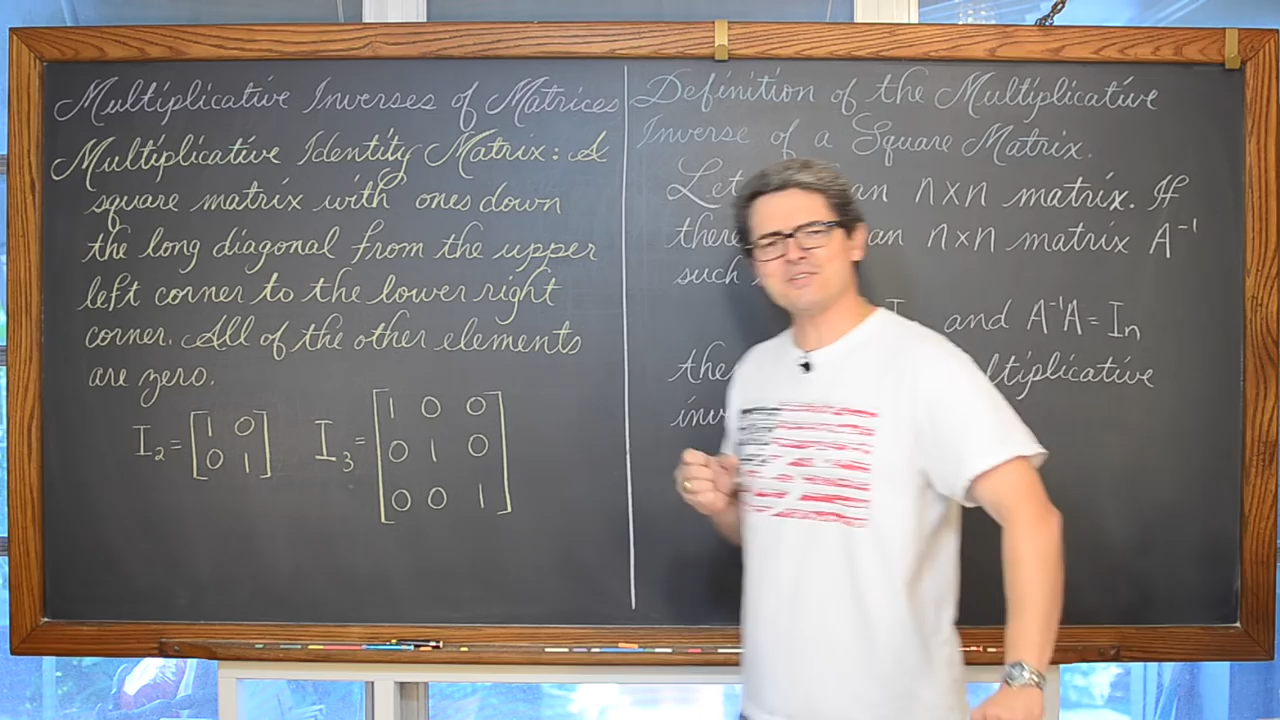 Multiplicative Inverses of Matrices
Multiplicative Identity Matrix: A
square matrix with ones down
the long diagonal from the upper
left corner to the lower right
corner. All of the other elements
are zero.
I₂ = [1 0
0 1]
I₃ = [1 0 0
0 1 0
0 0 1]
Definition of the Multiplicative
Inverse of a Square Matrix.
Let an n×n matrix. If
there an n×n matrix A⁻¹
such
and A⁻¹A = Iₙ